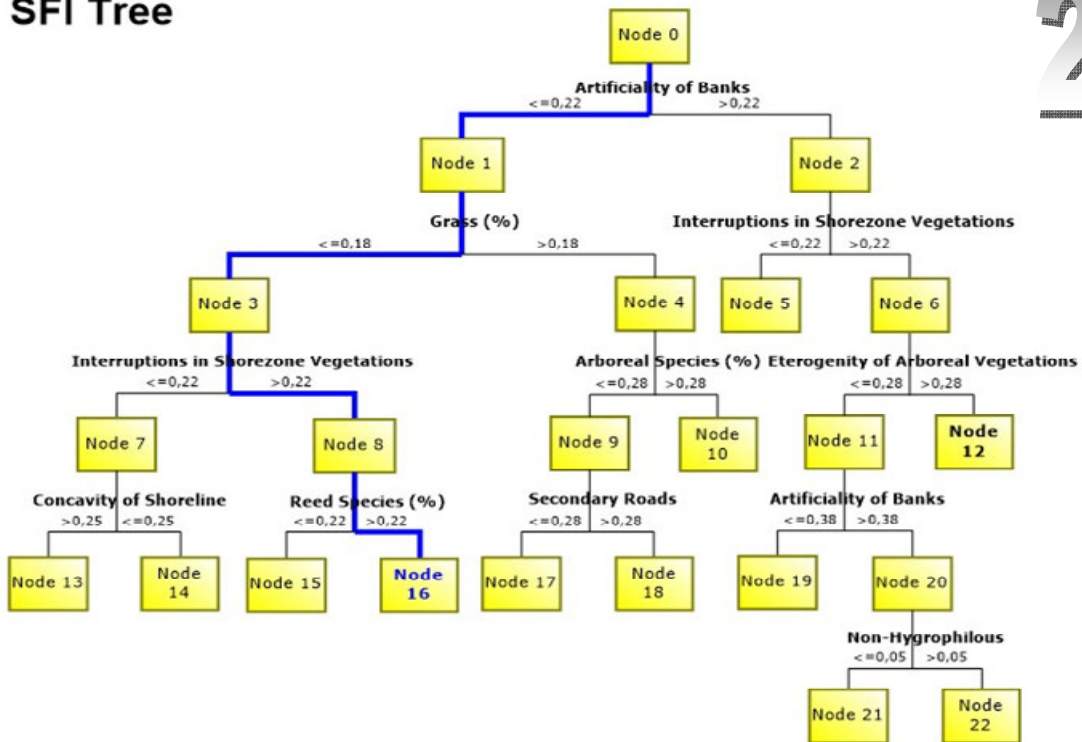 SFI Tree
2
Node 0
Artificiality of Banks
<=0,22 >0,22
Node 1 Node 2
Grass (%) Interruptions in Shorezone Vegetations
<=0,18 >0,18 <=0,22 >0,22
Node 3 Node 4 Node 5 Node 6
Interruptions in Shorezone Vegetations Arboreal Species (%) Eterogenity of Arboreal Vegetations
<=0,22 >0,22 <=0,28 >0,28 <=0,28 >0,28
Node 7 Node 8 Node 9 Node
10 Node 11 Node
12
Concavity of Shoreline Reed Species (%) Secondary Roads Artificiality of Banks
>0,25 <=0,25 <=0,22 >0,22 <=0,28 >0,28 <=0,38 >0,38
Node 13 Node
14 Node 15 Node
16 Node 17 Node
18 Node 19 Node 20
Non-Hygrophilous
<=0,05 >0,05
Node 21 Node
22